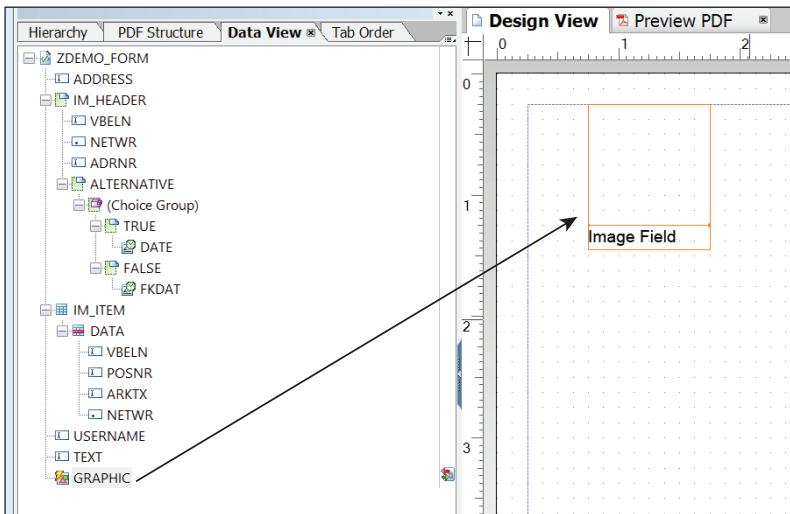 Hierarchy PDF Structure Data View Tab Order
ZDEMO_FORM
ADDRESS
IM_HEADER
VBELN
NETWR
ADRNR
ALTERNATIVE
(Choice Group)
TRUE
DATE
FALSE
FKDAT
IM_ITEM
DATA
VBELN
POSNR
ARKTX
NETWR
USERNAME
TEXT
GRAPHIC
Design View Preview PDF
0 1 2
0
1
2
3
Image Field